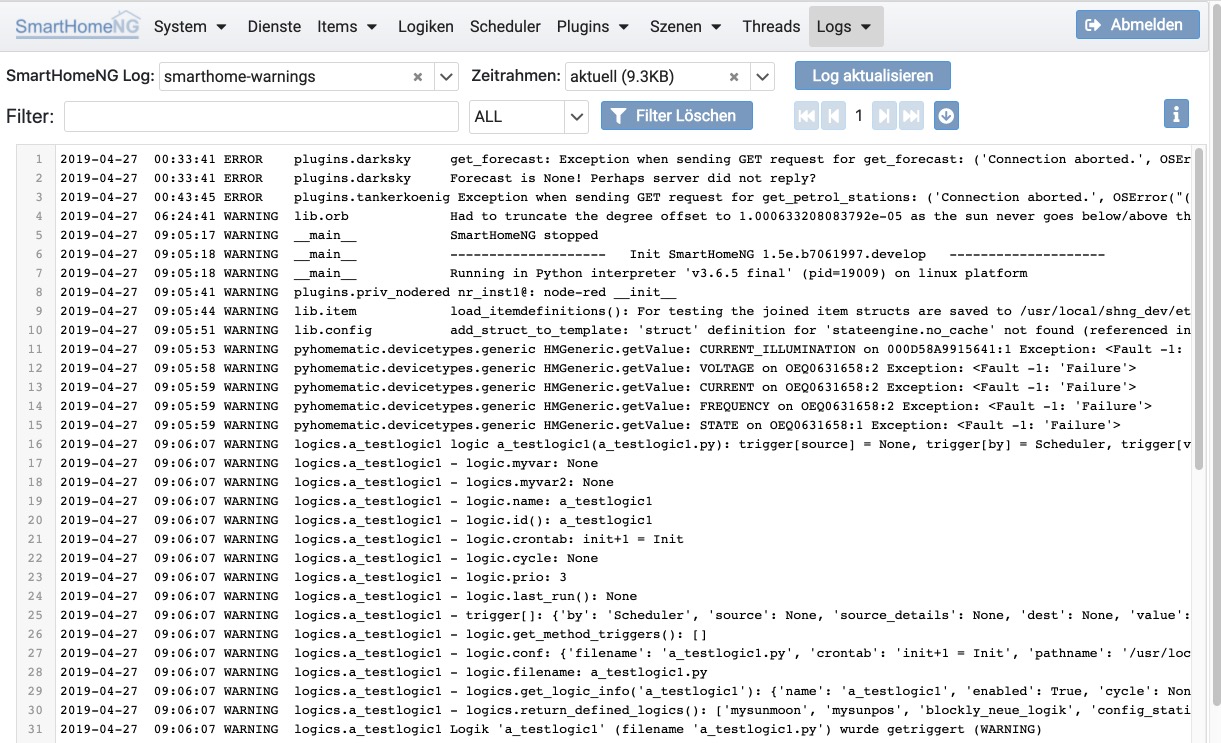 SmartHomeNG System Dienste Items Logiken Scheduler Plugins Szenen Threads Logs Abmelden
SmartHomeNG Log: smarthome-warnings × Zeitrahmen: aktuell (9.3KB) × Log aktualisieren
Filter: ALL Filter Löschen 1 i
1 2019-04-27 00:33:41 ERROR plugins.darksky get_forecast: Exception when sending GET request for get_forecast: ('Connection aborted.', OSEr
2 2019-04-27 00:33:41 ERROR plugins.darksky Forecast is None! Perhaps server did not reply?
3 2019-04-27 00:43:45 ERROR plugins.tankerkoenig Exception when sending GET request for get_petrol_stations: ('Connection aborted.', OSError("(
4 2019-04-27 06:24:41 WARNING lib.orb Had to truncate the degree offset to 1.000633208083792e-05 as the sun never goes below/above th
5 2019-04-27 09:05:17 WARNING __main__ SmartHomeNG stopped
6 2019-04-27 09:05:18 WARNING __main__ -------------------- Init SmartHomeNG 1.5e.b7061997.develop --------------------
7 2019-04-27 09:05:18 WARNING __main__ Running in Python interpreter 'v3.6.5 final' (pid=19009) on linux platform
8 2019-04-27 09:05:41 WARNING plugins.priv_nodered nr_inst1@: node-red __init__
9 2019-04-27 09:05:44 WARNING lib.item load_itemdefinitions(): For testing the joined item structs are saved to /usr/local/shng_dev/et
10 2019-04-27 09:05:51 WARNING lib.config add_struct_to_template: 'struct' definition for 'stateengine.no_cache' not found (referenced in
11 2019-04-27 09:05:53 WARNING pyhomematic.devicetypes.generic HMGeneric.getValue: CURRENT_ILLUMINATION on 000D58A9915641:1 Exception: <Fault -1:
12 2019-04-27 09:05:58 WARNING pyhomematic.devicetypes.generic HMGeneric.getValue: VOLTAGE on OEQ0631658:2 Exception: <Fault -1: 'Failure'>
13 2019-04-27 09:05:59 WARNING pyhomematic.devicetypes.generic HMGeneric.getValue: CURRENT on OEQ0631658:2 Exception: <Fault -1: 'Failure'>
14 2019-04-27 09:05:59 WARNING pyhomematic.devicetypes.generic HMGeneric.getValue: FREQUENCY on OEQ0631658:2 Exception: <Fault -1: 'Failure'>
15 2019-04-27 09:05:59 WARNING pyhomematic.devicetypes.generic HMGeneric.getValue: STATE on OEQ0631658:1 Exception: <Fault -1: 'Failure'>
16 2019-04-27 09:06:07 WARNING logics.a_testlogic1 logic a_testlogic1(a_testlogic1.py): trigger[source] = None, trigger[by] = Scheduler, trigger[v
17 2019-04-27 09:06:07 WARNING logics.a_testlogic1 - logic.myvar: None
18 2019-04-27 09:06:07 WARNING logics.a_testlogic1 - logics.myvar2: None
19 2019-04-27 09:06:07 WARNING logics.a_testlogic1 - logic.name: a_testlogic1
20 2019-04-27 09:06:07 WARNING logics.a_testlogic1 - logic.id(): a_testlogic1
21 2019-04-27 09:06:07 WARNING logics.a_testlogic1 - logic.crontab: init+1 = Init
22 2019-04-27 09:06:07 WARNING logics.a_testlogic1 - logic.cycle: None
23 2019-04-27 09:06:07 WARNING logics.a_testlogic1 - logic.prio: 3
24 2019-04-27 09:06:07 WARNING logics.a_testlogic1 - logic.last_run(): None
25 2019-04-27 09:06:07 WARNING logics.a_testlogic1 - trigger[]: {'by': 'Scheduler', 'source': None, 'source_details': None, 'dest': None, 'value':
26 2019-04-27 09:06:07 WARNING logics.a_testlogic1 - logic.get_method_triggers(): []
27 2019-04-27 09:06:07 WARNING logics.a_testlogic1 - logic.conf: {'filename': 'a_testlogic1.py', 'crontab': 'init+1 = Init', 'pathname': '/usr/loc
28 2019-04-27 09:06:07 WARNING logics.a_testlogic1 - logic.filename: a_testlogic1.py
29 2019-04-27 09:06:07 WARNING logics.a_testlogic1 - logics.get_logic_info('a_testlogic1'): {'name': 'a_testlogic1', 'enabled': True, 'cycle': Non
30 2019-04-27 09:06:07 WARNING logics.a_testlogic1 - logics.return_defined_logics(): ['mysunmoon', 'mysunpos', 'blockly_neue_logik', 'config_stati
31 2019-04-27 09:06:07 WARNING logics.a_testlogic1 Logik 'a_testlogic1' (filename 'a_testlogic1.py') wurde getriggert (WARNING)